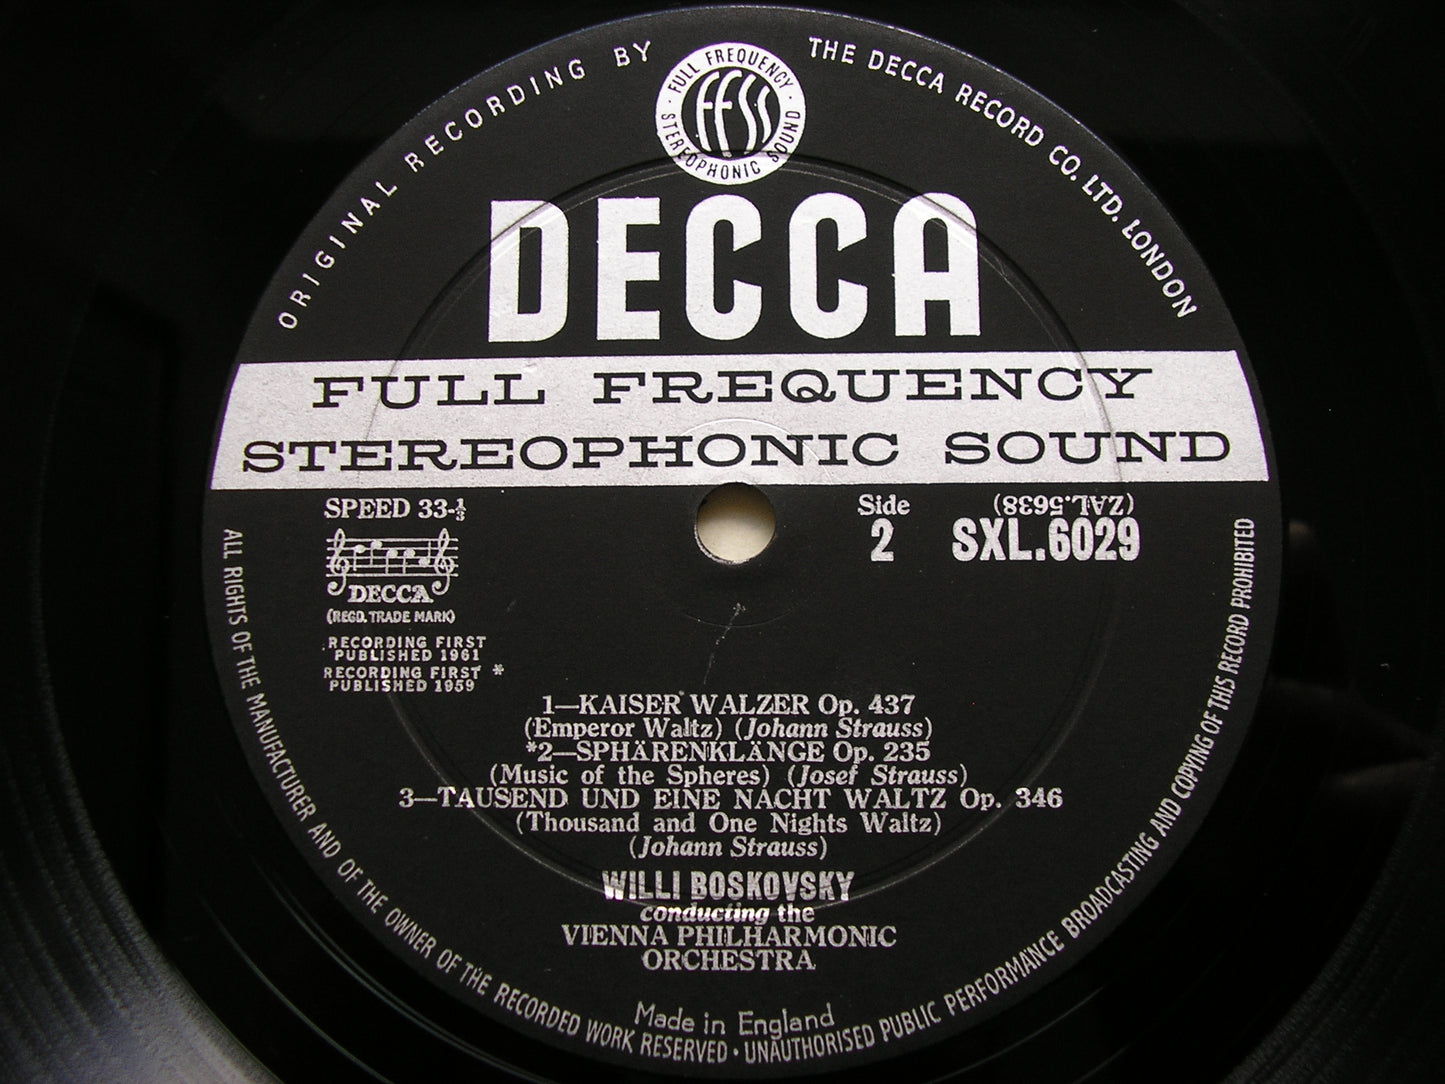 ORIGINAL RECORDING BY
THE DECCA RECORD CO. LTD. LONDON
FULL FREQUENCY
FFSS
STEREOPHONIC SOUND
DECCA
FULL FREQUENCY
STEREOPHONIC SOUND
SPEED 33-1/3
Side
2
(ZAL.5638)
SXL.6029
DECCA
(REGD. TRADE MARK)
RECORDING FIRST
PUBLISHED 1961
RECORDING FIRST *
PUBLISHED 1959
1—KAISER WALZER Op. 437
(Emperor Waltz) (Johann Strauss)
*2—SPHÄRENKLÄNGE Op. 235
(Music of the Spheres) (Josef Strauss)
3—TAUSEND UND EINE NACHT WALTZ Op. 346
(Thousand and One Nights Waltz)
(Johann Strauss)
WILLI BOSKOVSKY
conducting the
VIENNA PHILHARMONIC
ORCHESTRA
Made in England
ALL RIGHTS OF THE MANUFACTURER AND OF THE OWNER OF THE RECORDED WORK RESERVED · UNAUTHORISED PUBLIC PERFORMANCE BROADCASTING AND COPYING OF THIS RECORD PROHIBITED